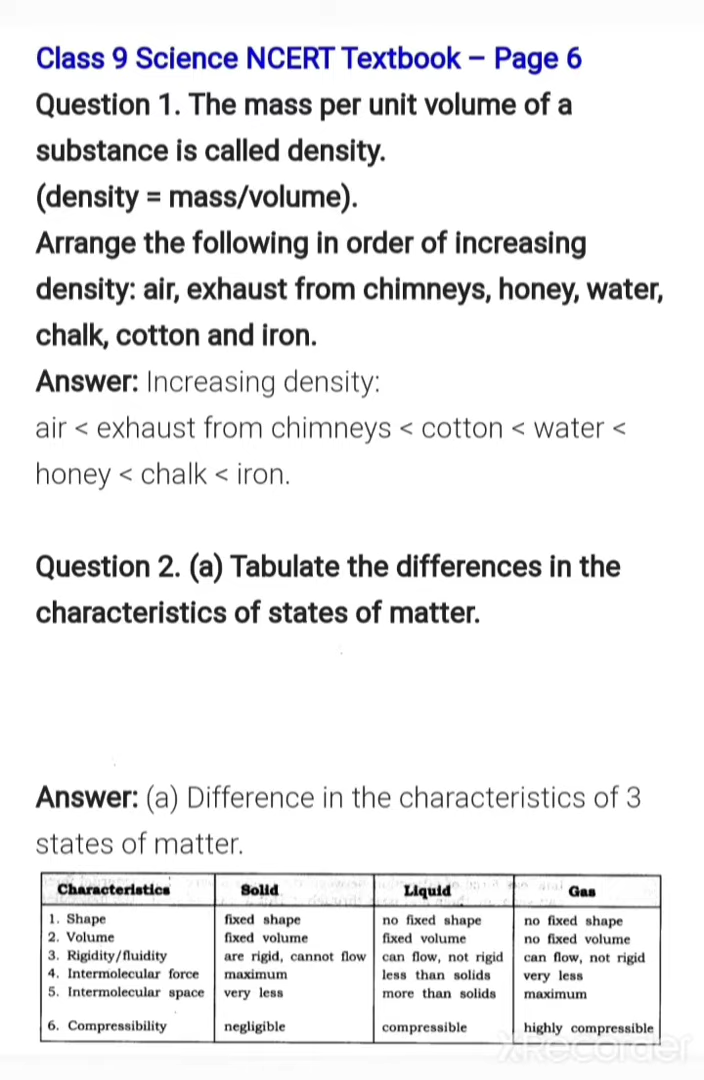 Class 9 Science NCERT Textbook – Page 6
Question 1. The mass per unit volume of a
substance is called density.
(density = mass/volume).
Arrange the following in order of increasing
density: air, exhaust from chimneys, honey, water,
chalk, cotton and iron.
Answer: Increasing density:
air < exhaust from chimneys < cotton < water <
honey < chalk < iron.
Question 2. (a) Tabulate the differences in the
characteristics of states of matter.
Answer: (a) Difference in the characteristics of 3
states of matter.
Characteristics Solid Liquid Gas
1. Shape fixed shape no fixed shape no fixed shape
2. Volume fixed volume fixed volume no fixed volume
3. Rigidity/fluidity are rigid, cannot flow can flow, not rigid can flow, not rigid
4. Intermolecular force maximum less than solids very less
5. Intermolecular space very less more than solids maximum
6. Compressibility negligible compressible highly compressible
XRecorder